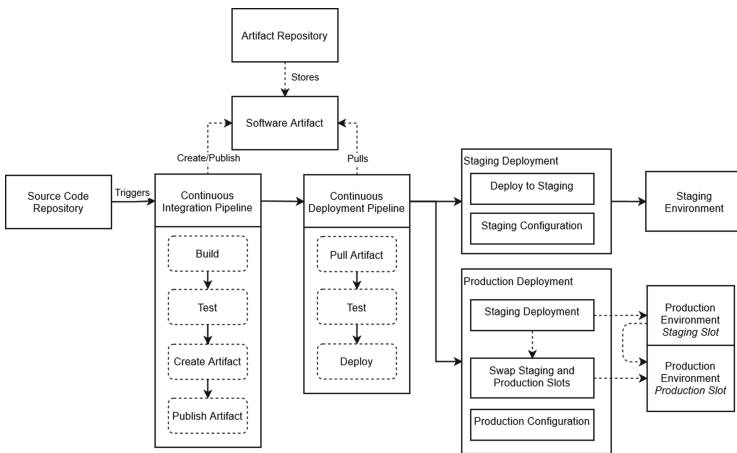 Artifact Repository
Stores
Software Artifact
Create/Publish
Pulls
Source Code
Repository
Triggers
Continuous
Integration Pipeline
Build
Test
Create Artifact
Publish Artifact
Continuous
Deployment Pipeline
Pull Artifact
Test
Deploy
Staging Deployment
Deploy to Staging
Staging Configuration
Staging
Environment
Production Deployment
Staging Deployment
Swap Staging and
Production Slots
Production Configuration
Production
Environment
Staging Slot
Production
Environment
Production Slot